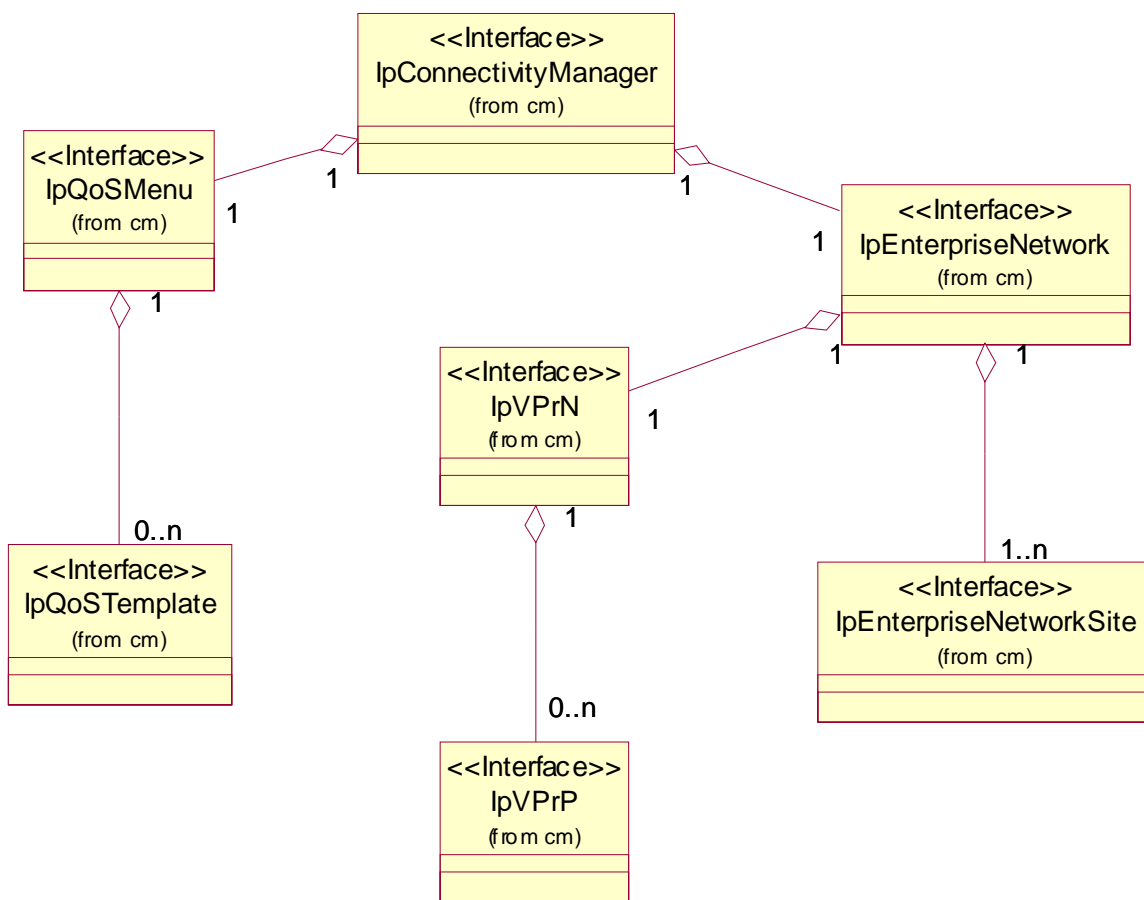 <<Interface>>
IpConnectivityManager
(from cm)
<<Interface>>
IpQoSMenu
(from cm)
1
1
1
1
<<Interface>>
IpEnterpriseNetwork
(from cm)
1
1
1
1
<<Interface>>
IpVPrN
(from cm)
1
0..n
1..n
<<Interface>>
IpQoSTemplate
(from cm)
<<Interface>>
IpEnterpriseNetworkSite
(from cm)
0..n
<<Interface>>
IpVPrP
(from cm)